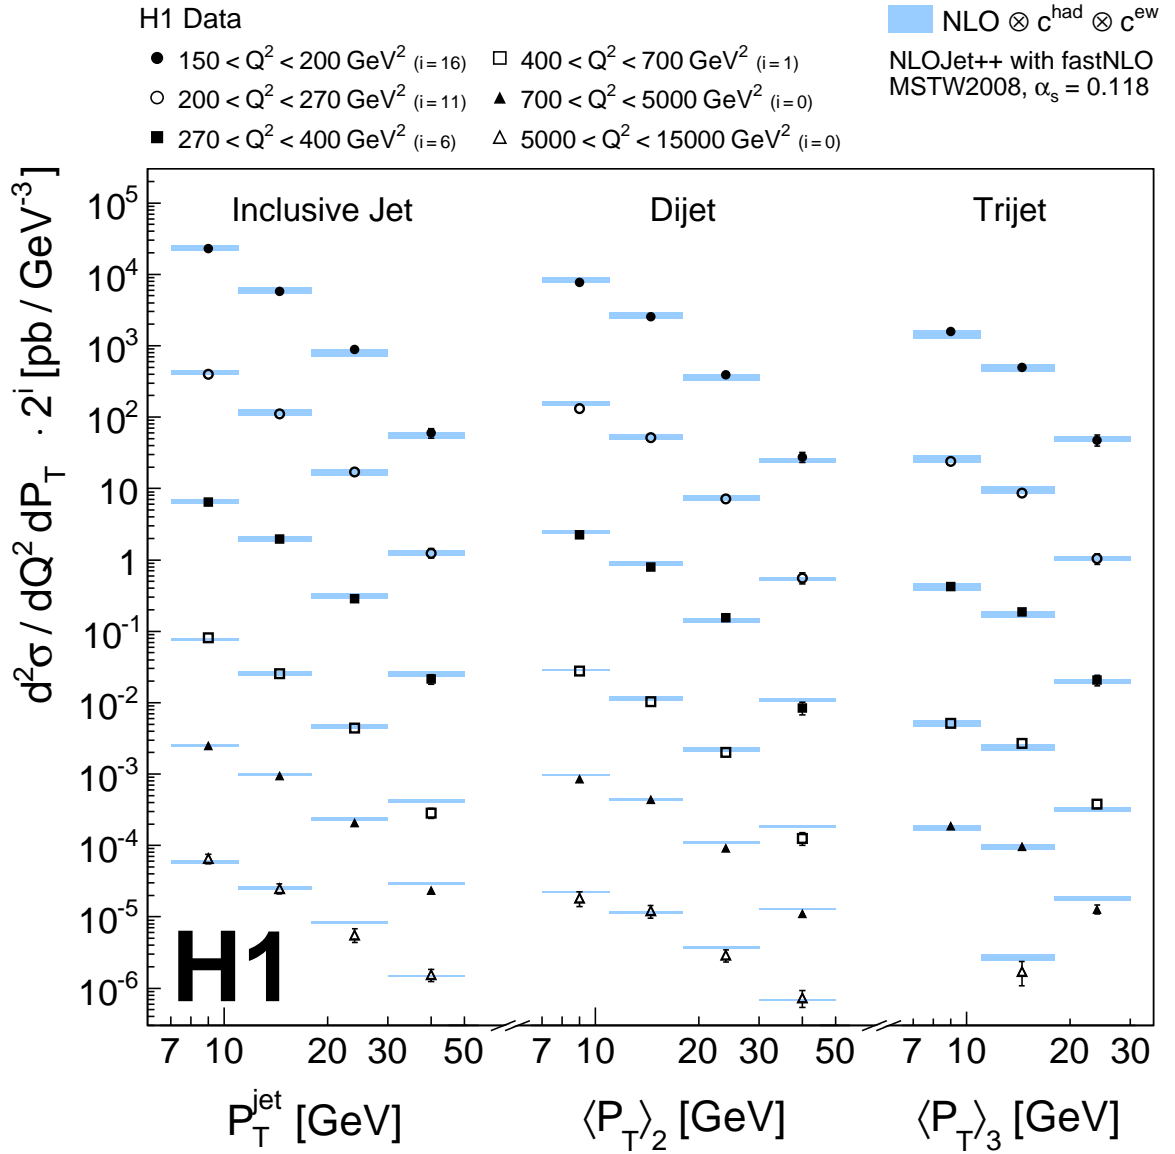 H1 Data
NLO ⊗ c^had ⊗ c^ew
150 < Q² < 200 GeV² (i = 16)
400 < Q² < 700 GeV² (i = 1)
NLOJet++ with fastNLO
200 < Q² < 270 GeV² (i = 11)
700 < Q² < 5000 GeV² (i = 0)
MSTW2008, α_s = 0.118
270 < Q² < 400 GeV² (i = 6)
5000 < Q² < 15000 GeV² (i = 0)
d²σ / dQ² dP_T · 2^i [pb / GeV⁻³]
Inclusive Jet
Dijet
Trijet
10⁵
10⁴
10³
10²
10
1
10⁻¹
10⁻²
10⁻³
10⁻⁴
10⁻⁵
10⁻⁶
H1
7 10 20 30 50 7 10 20 30 50 7 10 20 30
P_T^jet [GeV]
⟨P_T⟩₂ [GeV]
⟨P_T⟩₃ [GeV]